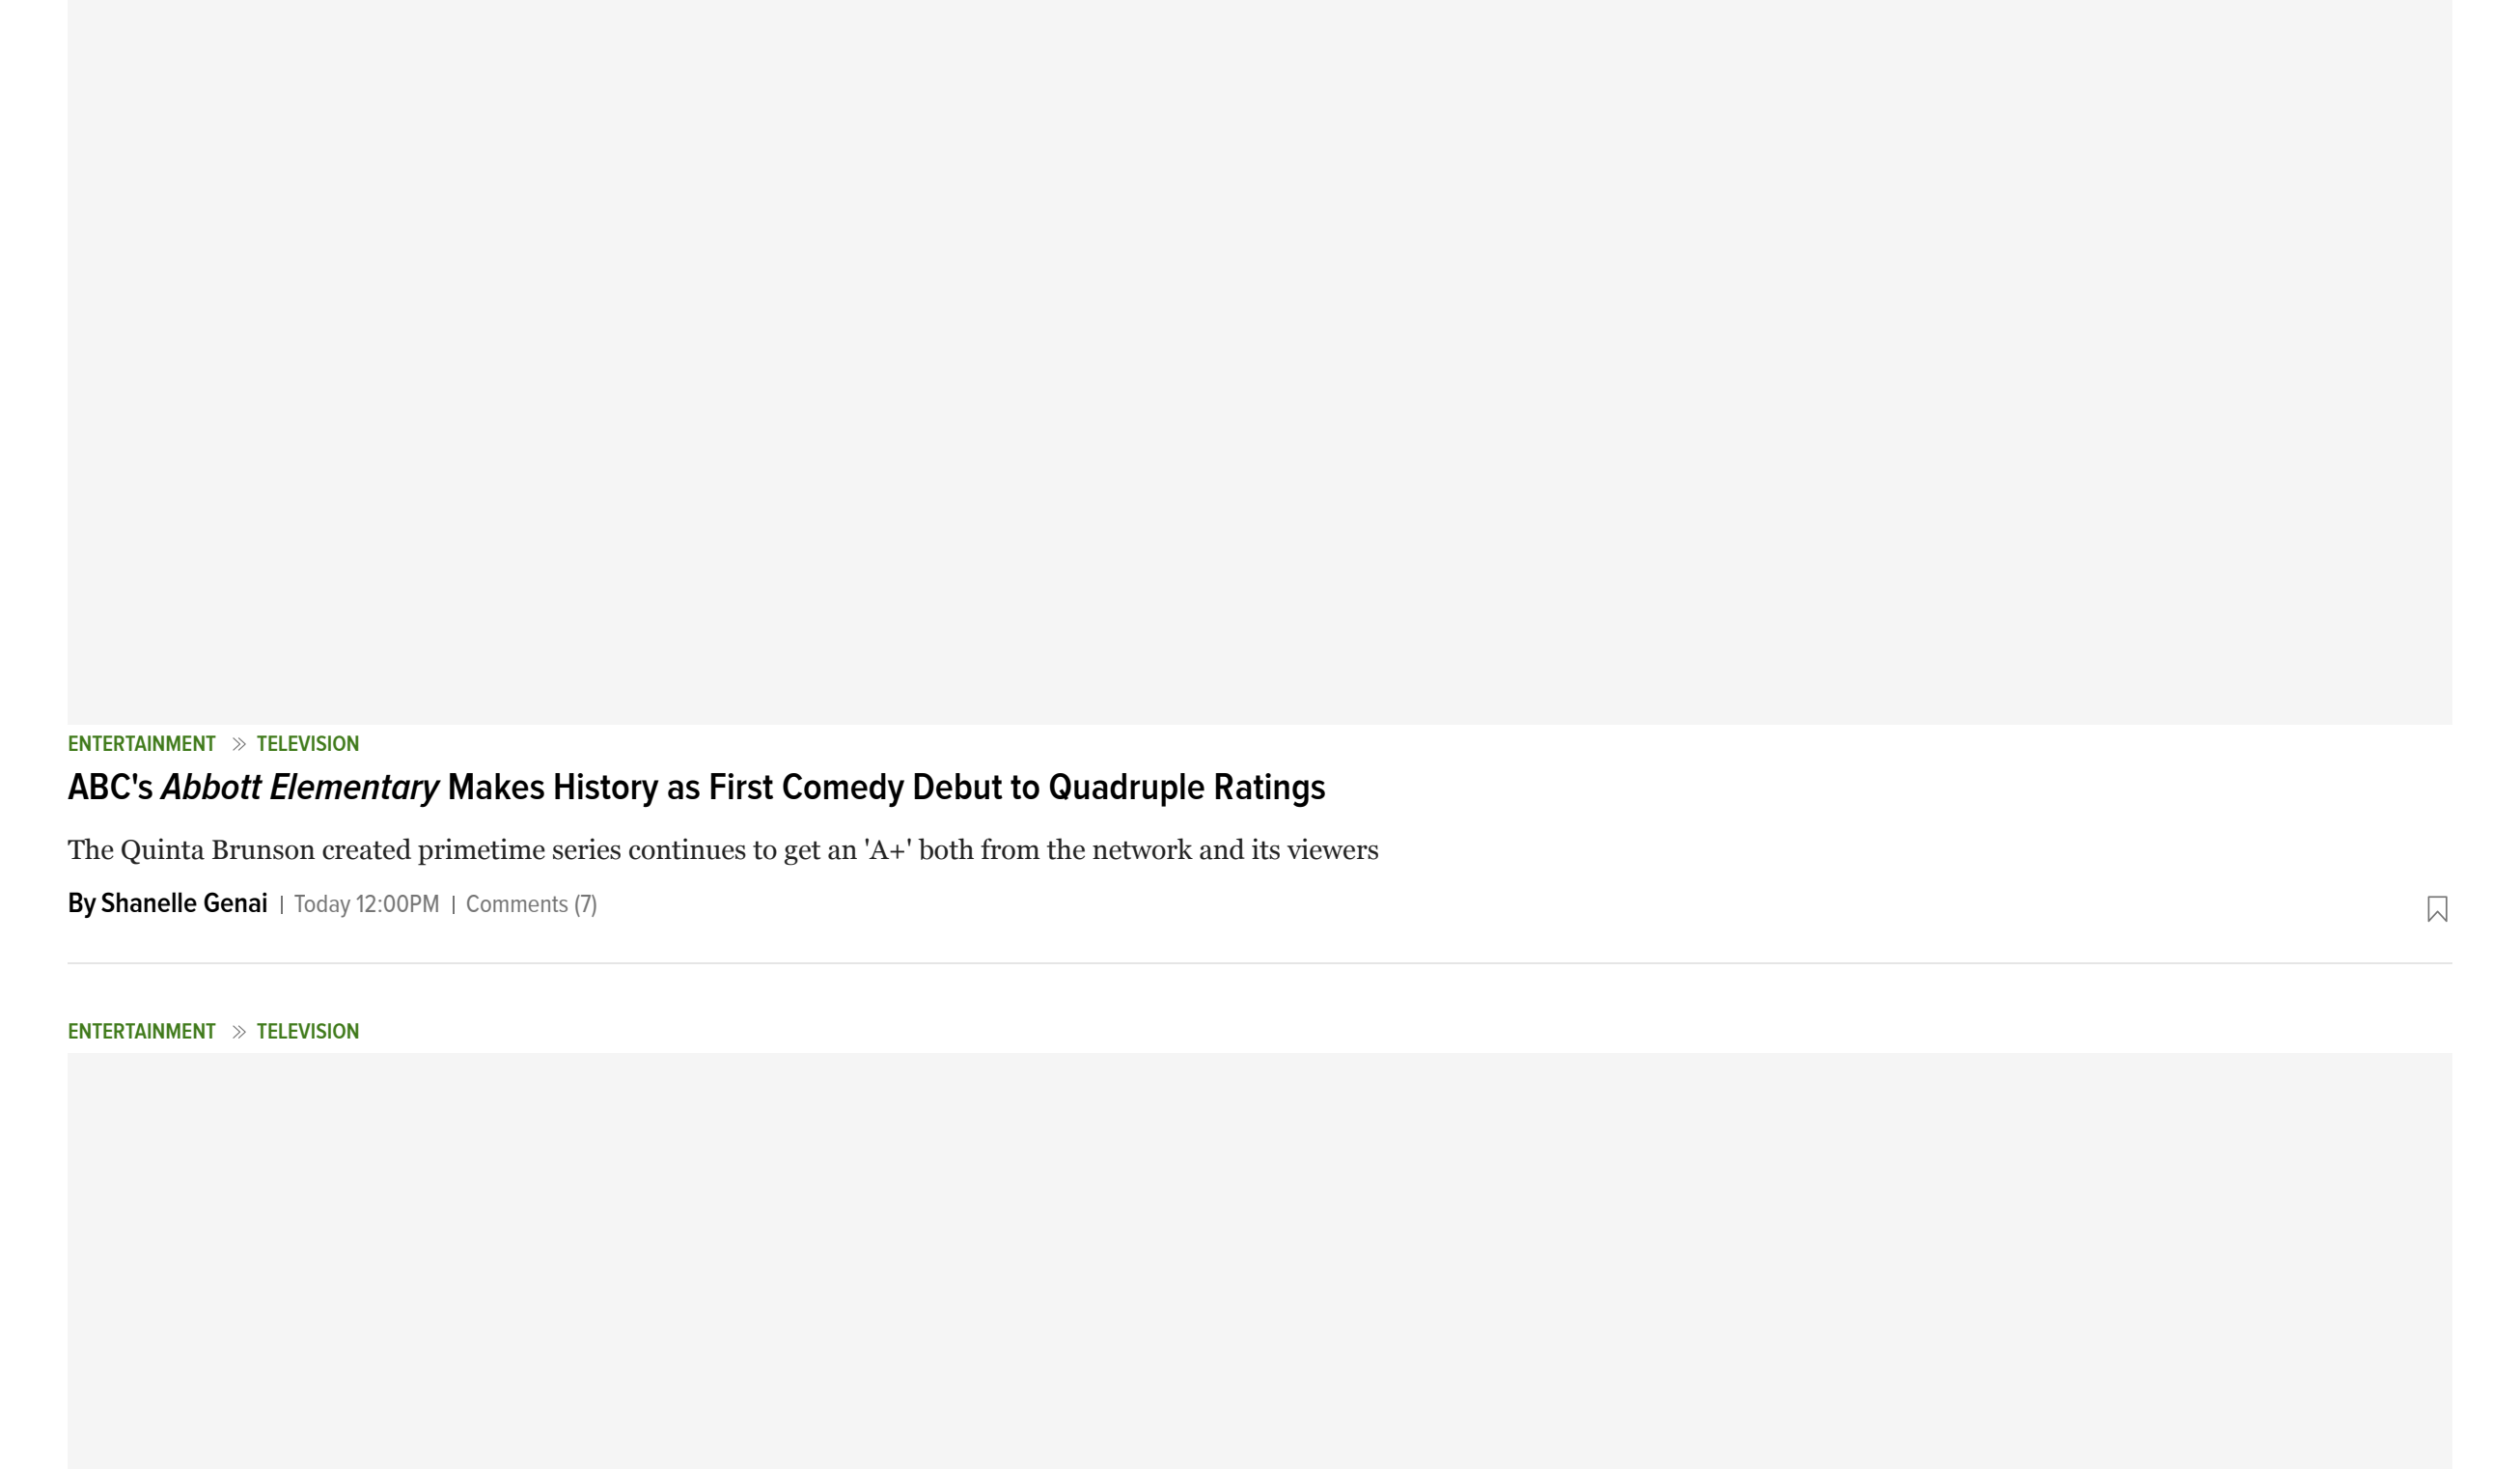 ENTERTAINMENT » TELEVISION
ABC's Abbott Elementary Makes History as First Comedy Debut to Quadruple Ratings
The Quinta Brunson created primetime series continues to get an 'A+' both from the network and its viewers
By Shanelle Genai | Today 12:00PM | Comments (7)
ENTERTAINMENT » TELEVISION